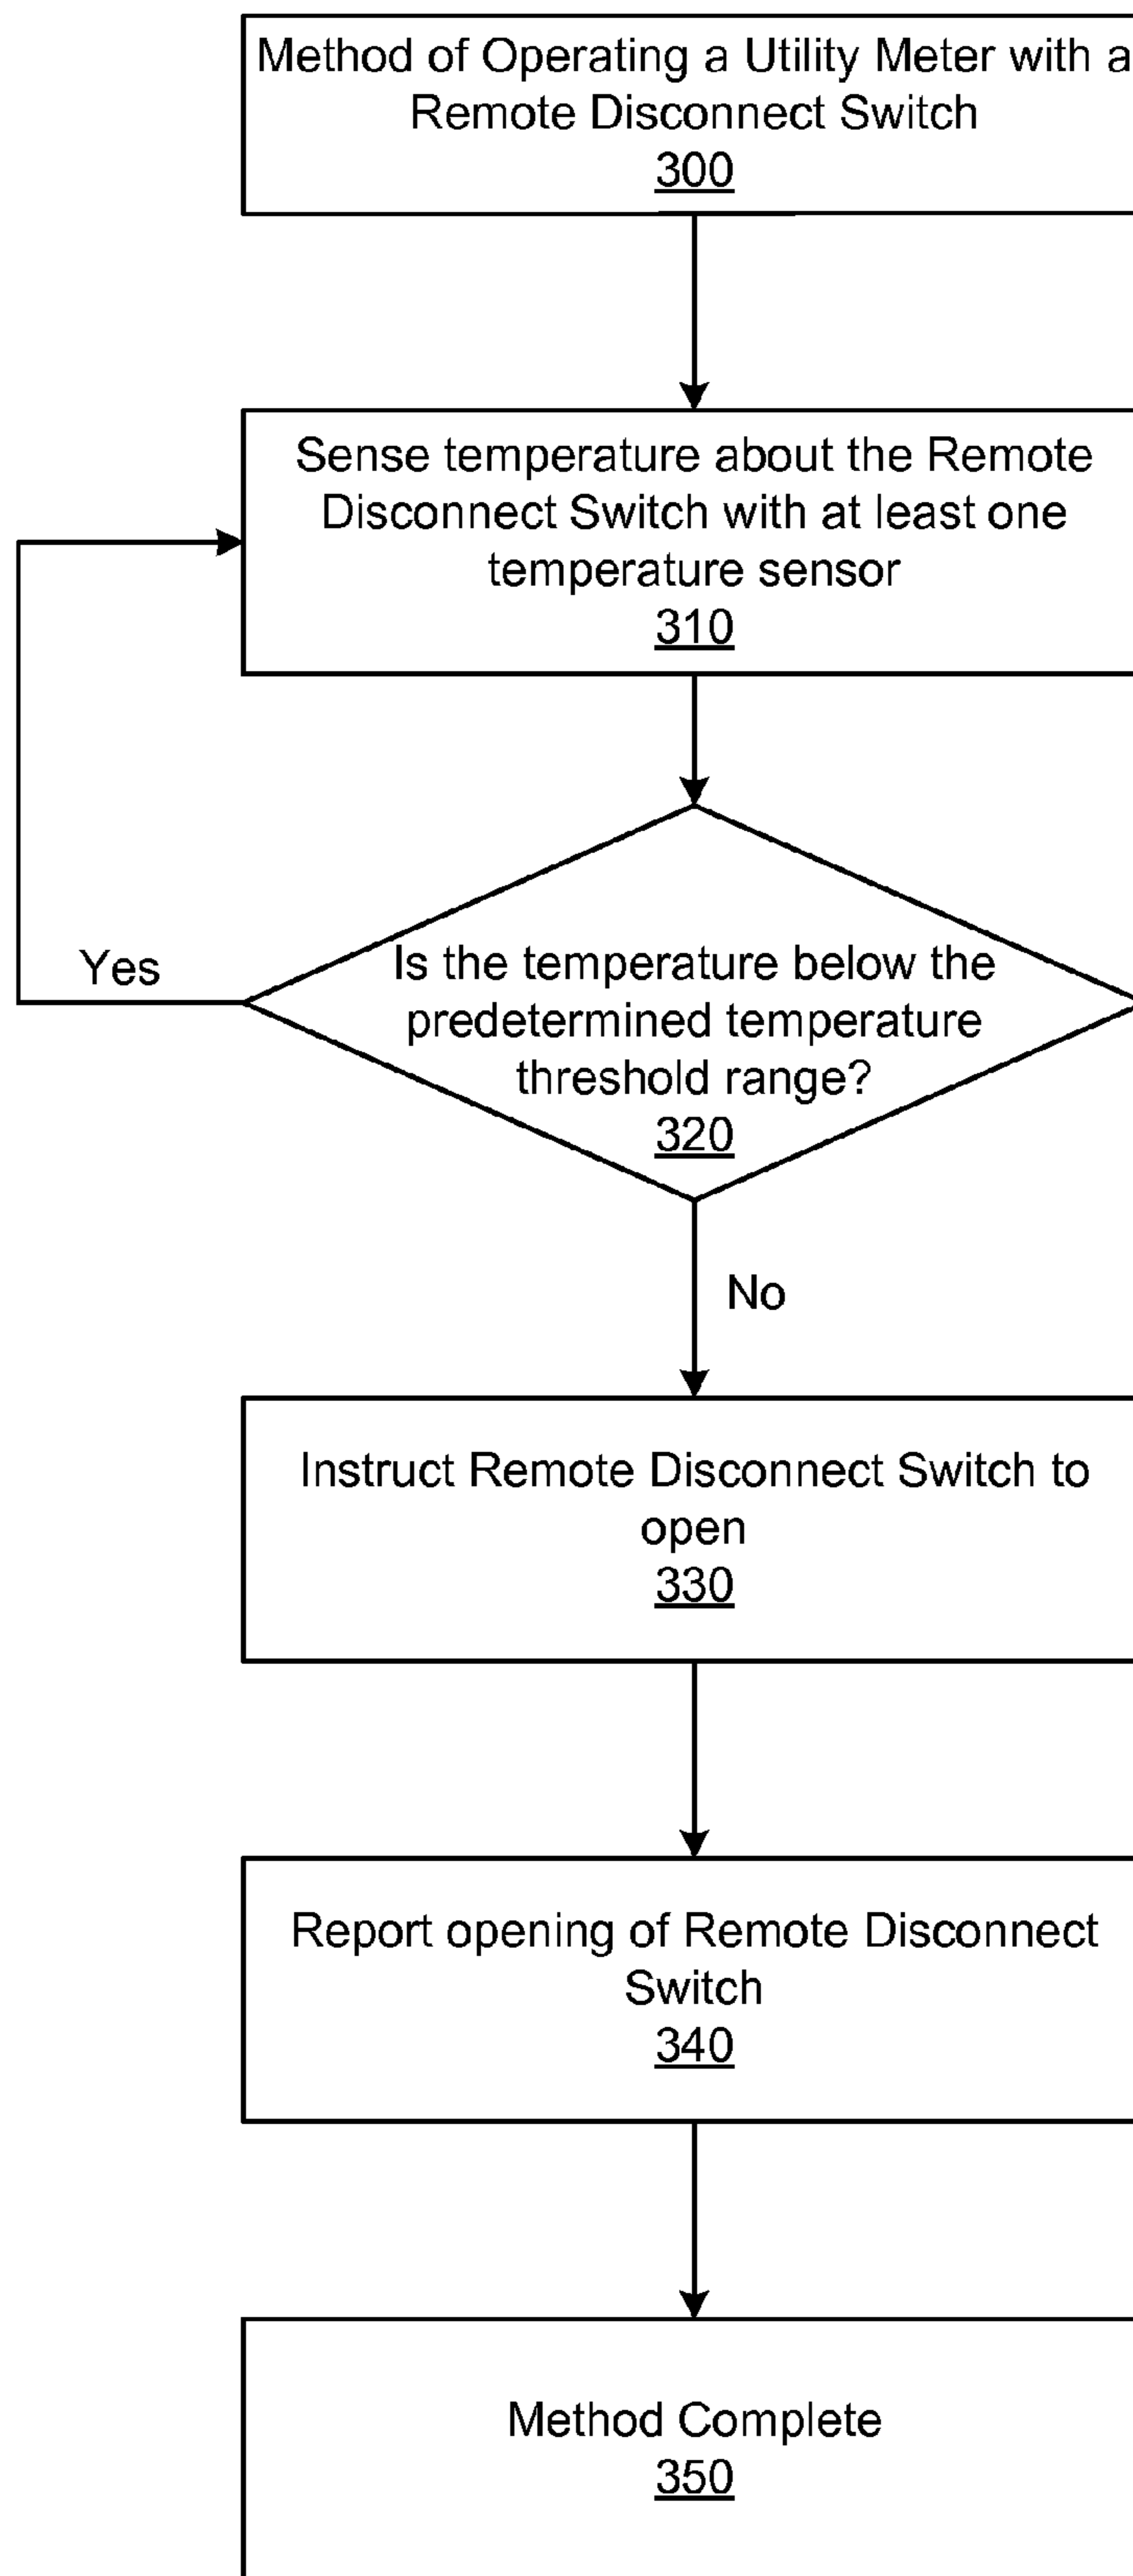 Method of Operating a Utility Meter with a
Remote Disconnect Switch
300
Sense temperature about the Remote
Disconnect Switch with at least one
temperature sensor
310
Yes
Is the temperature below the
predetermined temperature
threshold range?
320
No
Instruct Remote Disconnect Switch to
open
330
Report opening of Remote Disconnect
Switch
340
Method Complete
350